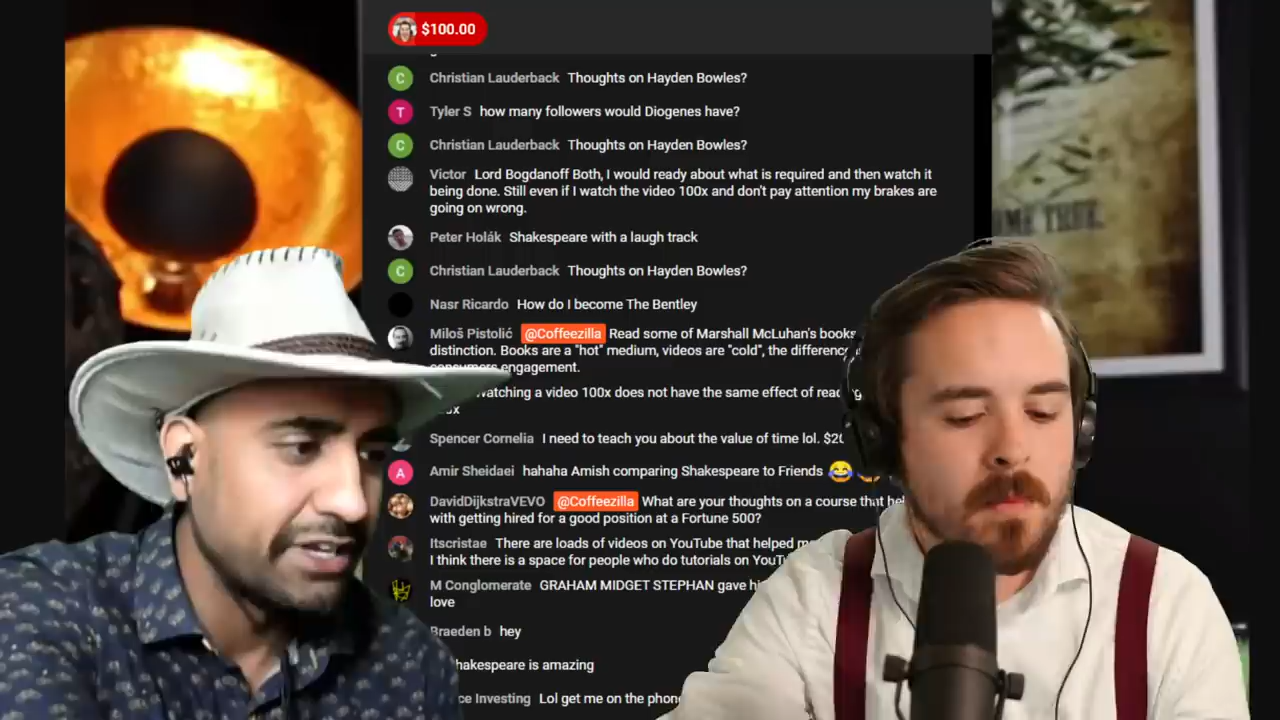 $100.00
Christian Lauderback Thoughts on Hayden Bowles?
Tyler S how many followers would Diogenes have?
Christian Lauderback Thoughts on Hayden Bowles?
Victor Lord Bogdanoff Both, I would ready about what is required and then watch it
being done. Still even if I watch the video 100x and don't pay attention my brakes are
going on wrong.
Peter Holák Shakespeare with a laugh track
Christian Lauderback Thoughts on Hayden Bowles?
Nasr Ricardo How do I become The Bentley
Miloš Pistolić @Coffeezilla Read some of Marshall McLuhan's books
distinction. Books are a "hot" medium, videos are "cold", the difference
consumers engagement.
watching a video 100x does not have the same effect of
Spencer Cornelia I need to teach you about the value of time lol.
Amir Sheidaei hahaha Amish comparing Shakespeare to Friends 😂
DavidDijkstraVEVO @Coffeezilla What are your thoughts on a course that
with getting hired for a good position at a Fortune 500?
Itscristae There are loads of videos on YouTube that helped
I think there is a space for people who do tutorials on
M Conglomerate GRAHAM MIDGET STEPHAN gave
love
Braeden b hey
hakespeare is amazing
Investing Lol get me on the phone
OME TRUE.